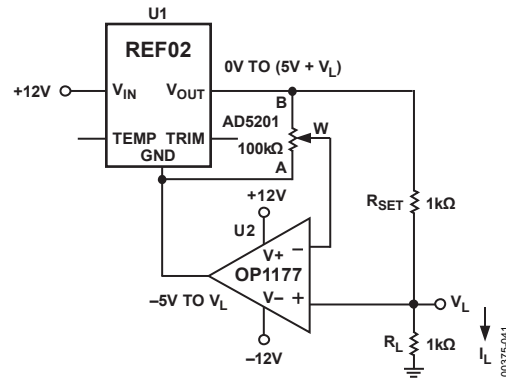 U1
REF02
0V TO (5V + VL)
+12V
VIN
VOUT
B
AD5201
W
TEMP
TRIM
100kΩ
GND
A
+12V
RSET
1kΩ
U2
V+
−
OP1177
–5V TO VL
V−
+
VL
–12V
RL
1kΩ
IL
00375-041